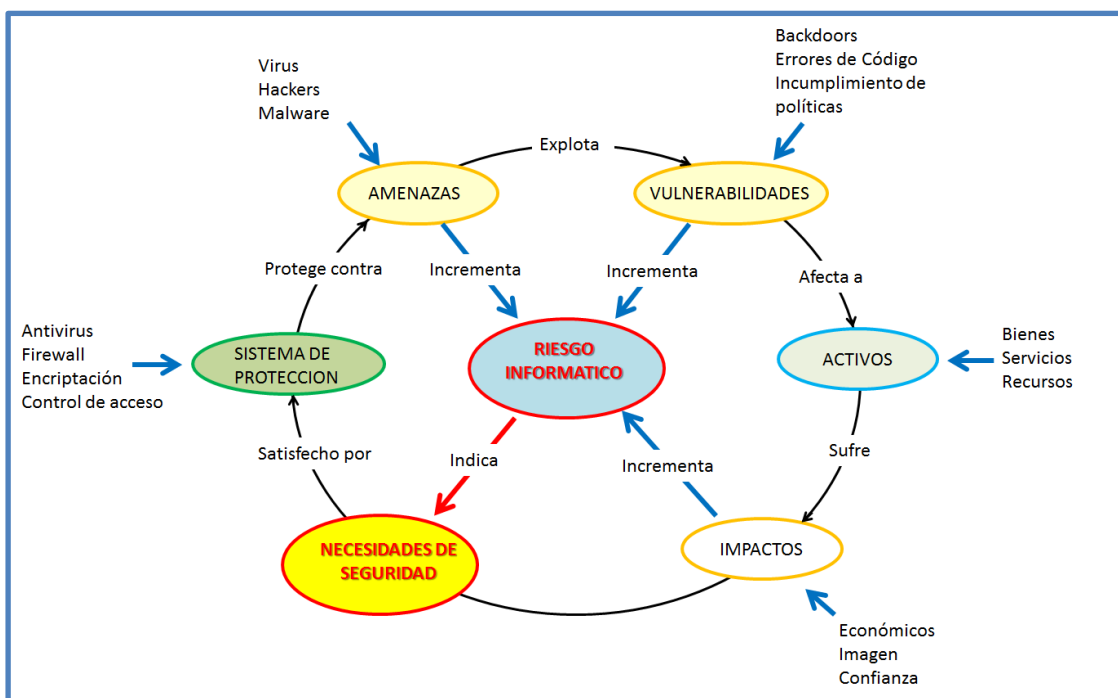 Backdoors
Errores de Código
Incumplimiento de
políticas
Virus
Hackers
Malware
Explota
AMENAZAS
VULNERABILIDADES
Protege contra
Incrementa
Incrementa
Afecta a
Antivirus
Firewall
Encriptación
Control de acceso
SISTEMA DE
PROTECCION
RIESGO
INFORMATICO
ACTIVOS
Bienes
Servicios
Recursos
Satisfecho por
Indica
Incrementa
Sufre
NECESIDADES DE
SEGURIDAD
IMPACTOS
Económicos
Imagen
Confianza